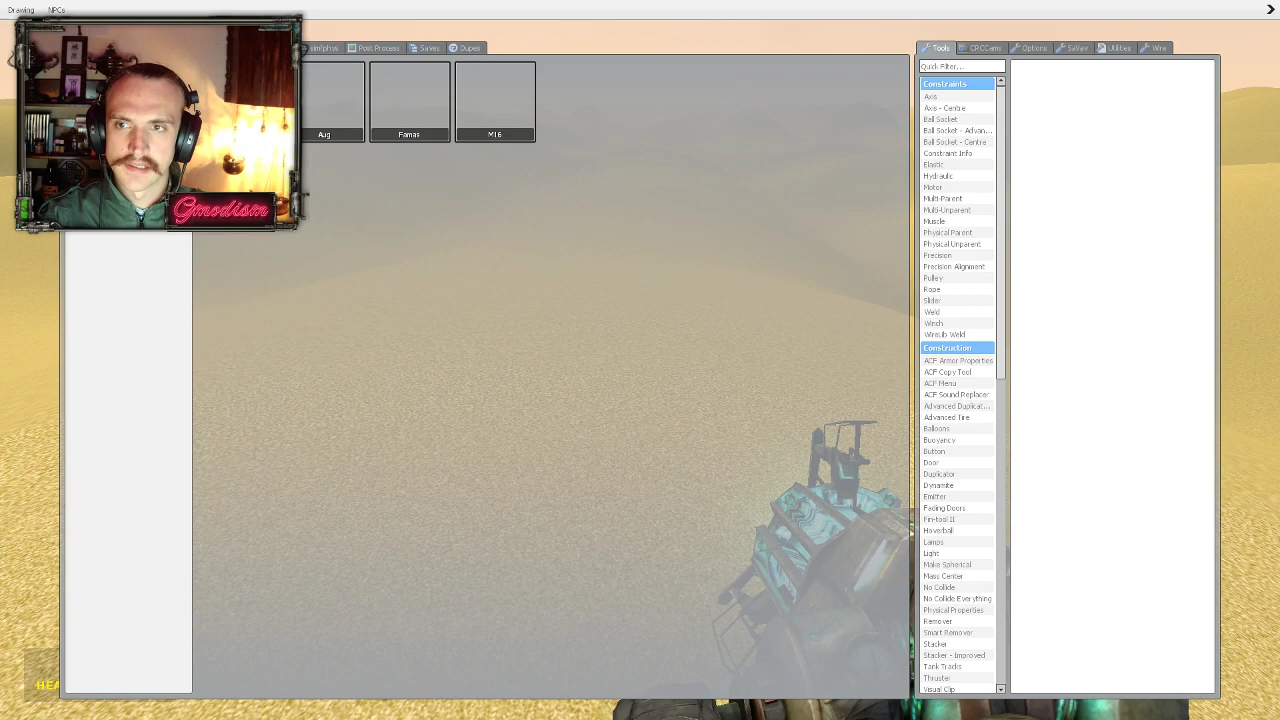 Drawing NPCs
simfphys Post Process Saves Dupes
Tools CRCCams Options SaVav Utilities Wire
Quick Filter...
Constraints
Axis
Axis - Centre
Ball Socket
Ball Socket - Advan...
Ball Socket - Centre
Constraint Info
Elastic
Hydraulic
Motor
Multi-Parent
Multi-Unparent
Muscle
Physical Parent
Physical Unparent
Precision
Precision Alignment
Pulley
Rope
Slider
Weld
Winch
WireLib Weld
Construction
ACF Armor Properties
ACF Copy Tool
ACF Menu
ACF Sound Replacer
Advanced Duplicat...
Advanced Tire
Balloons
Buoyancy
Button
Door
Duplicator
Dynamite
Emitter
Fading Doors
Fin-tool II
Hoverball
Lamps
Light
Make Spherical
Mass Center
No Collide
No Collide Everything
Physical Properties
Remover
Smart Remover
Stacker
Stacker - Improved
Tank Tracks
Thruster
Visual Clip
Aug Famas M16
Gmodism
HEA